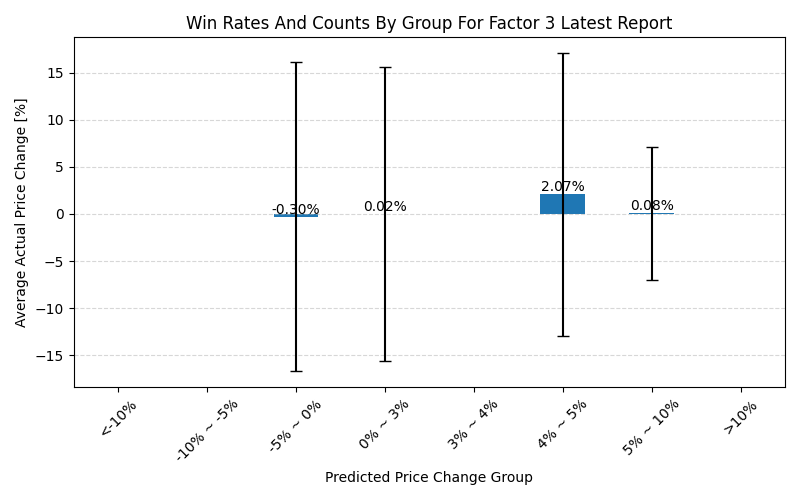 Win Rates And Counts By Group For Factor 3 Latest Report
Average Actual Price Change [%]
15
10
5
0
−5
−10
−15
-0.30%
0.02%
2.07%
0.08%
<-10%
-10% ~ -5%
-5% ~ 0%
0% ~ 3%
3% ~ 4%
4% ~ 5%
5% ~ 10%
>10%
Predicted Price Change Group